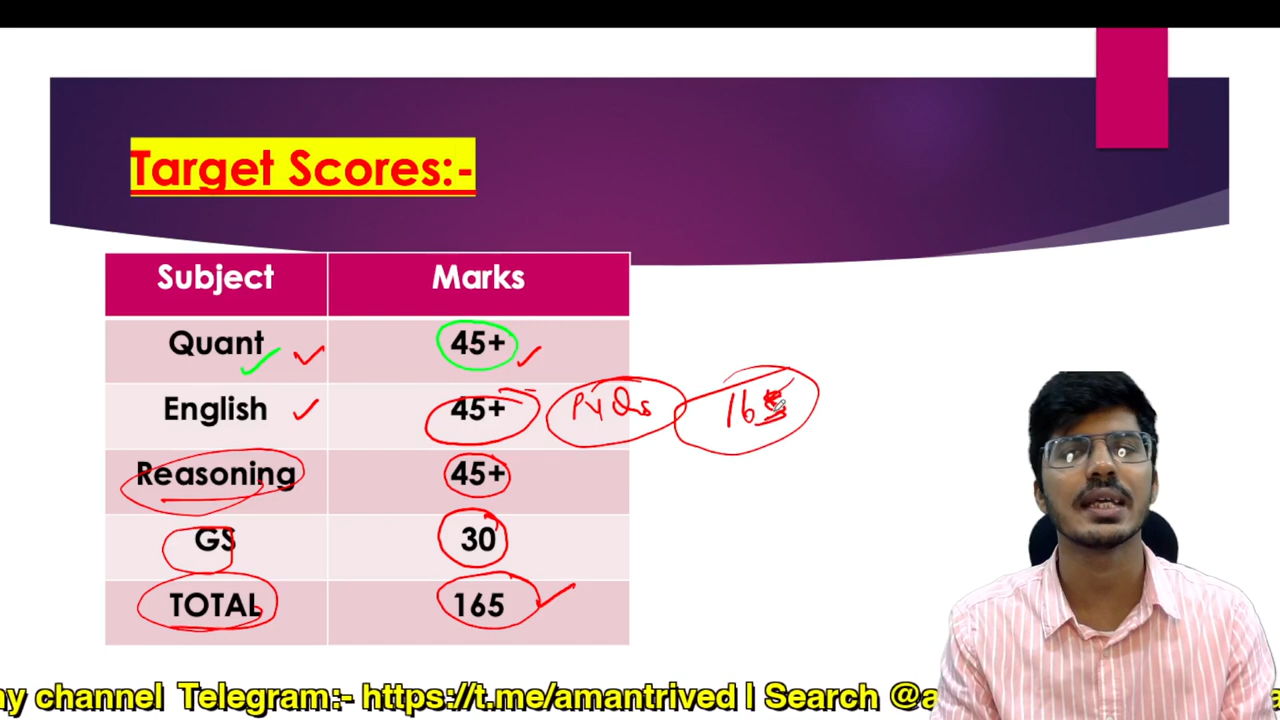 Target Scores:-
Subject Marks
Quant 45+
English 45+ PYQs
Reasoning 45+
GS 30
TOTAL 165
channel Telegram:- https://t.me/amantrived | Search